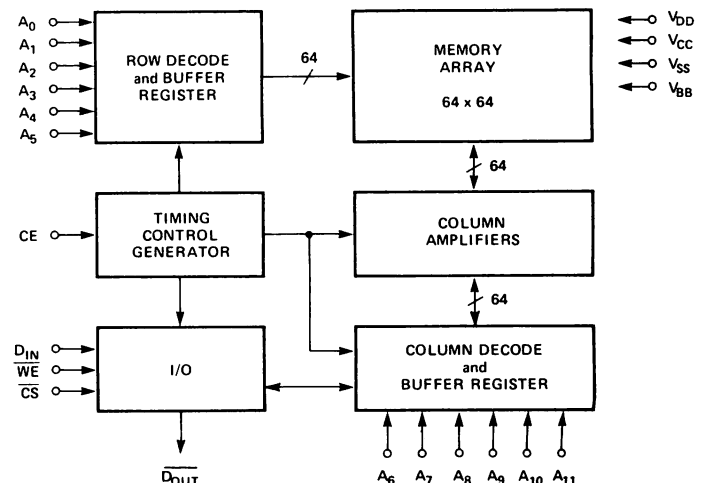 A0
A1
A2
A3
A4
A5
ROW DECODE
and BUFFER
REGISTER
64
MEMORY
ARRAY
64 x 64
VDD
VCC
VSS
VBB
64
CE
TIMING
CONTROL
GENERATOR
COLUMN
AMPLIFIERS
64
DIN
WE
CS
I/O
COLUMN DECODE
and
BUFFER REGISTER
DOUT
A6 A7 A8 A9 A10 A11